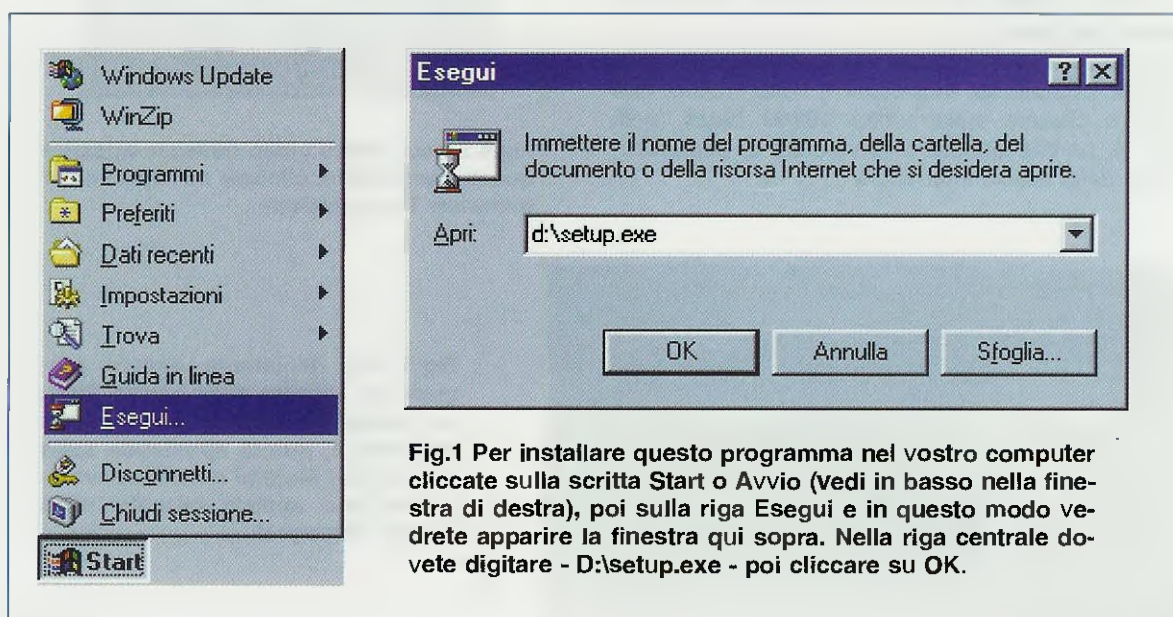 Windows Update
WinZip
Programmi
Preferiti
Dati recenti
Impostazioni
Trova
Guida in linea
Esegui...
Disconnetti...
Chiudi sessione...
Start
Esegui
Immettere il nome del programma, della cartella, del
documento o della risorsa Internet che si desidera aprire.
Apri:
d:\setup.exe
OK
Annulla
Sfoglia...
Fig.1 Per installare questo programma nel vostro computer
cliccate sulla scritta Start o Avvio (vedi in basso nella fine-
stra di destra), poi sulla riga Esegui e in questo modo ve-
drete apparire la finestra qui sopra. Nella riga centrale do-
vete digitare - D:\setup.exe - poi cliccare su OK.